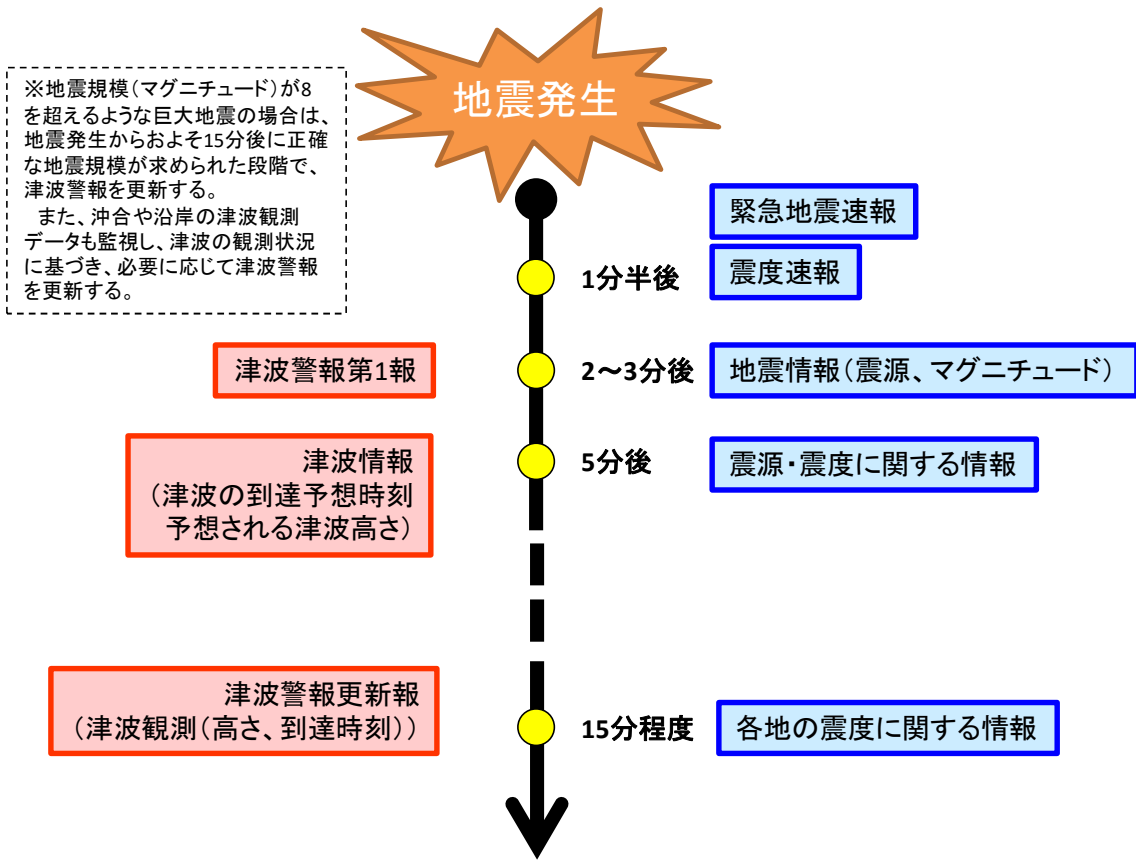 地震発生
※地震規模(マグニチュード)が8
を超えるような巨大地震の場合は、
地震発生からおよそ15分後に正確
な地震規模が求められた段階で、
津波警報を更新する。
また、沖合や沿岸の津波観測
データも監視し、津波の観測状況
に基づき、必要に応じて津波警報
を更新する。
緊急地震速報
1分半後
震度速報
津波警報第1報
2～3分後
地震情報(震源、マグニチュード)
津波情報
(津波の到達予想時刻
予想される津波高さ)
5分後
震源・震度に関する情報
津波警報更新報
(津波観測(高さ、到達時刻))
15分程度
各地の震度に関する情報